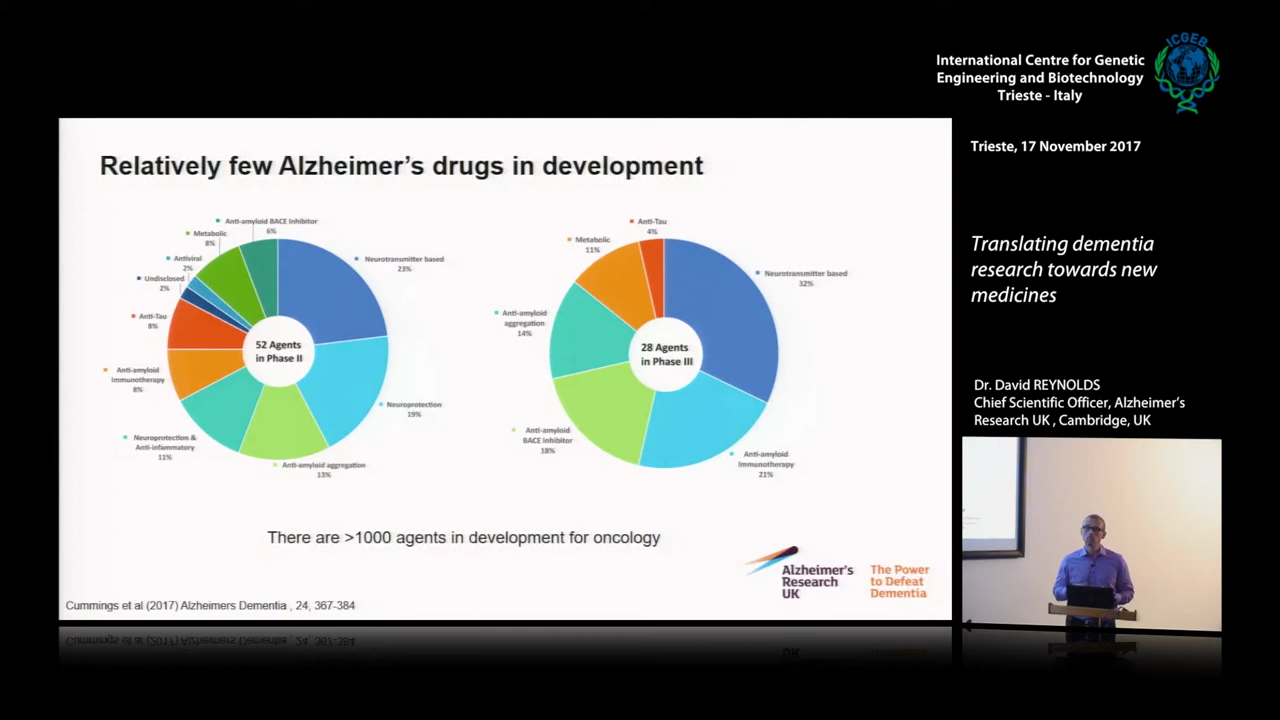 International Centre for Genetic
Engineering and Biotechnology
Trieste - Italy
ICGEB
Trieste, 17 November 2017
Translating dementia
research towards new
medicines
Dr. David REYNOLDS
Chief Scientific Officer, Alzheimer's
Research UK , Cambridge, UK
Relatively few Alzheimer's drugs in development
Anti-amyloid BACE Inhibitor
6%
Metabolic
8%
Antiviral
2%
Undisclosed
2%
Anti-Tau
8%
Anti-amyloid
Immunotherapy
8%
Neuroprotection &
Anti-infammatory
11%
Anti-amyloid aggregation
13%
Neuroprotection
19%
Neurotransmitter based
23%
52 Agents
in Phase II
Anti-Tau
4%
Metabolic
11%
Anti-amyloid
aggregation
14%
Anti-amyloid
BACE Inhibitor
18%
Anti-amyloid
Immunotherapy
21%
Neurotransmitter based
32%
28 Agents
in Phase III
There are >1000 agents in development for oncology
Alzheimer's
Research
UK
The Power
to Defeat
Dementia
Cummings et al (2017) Alzheimers Dementia , 24, 367-384